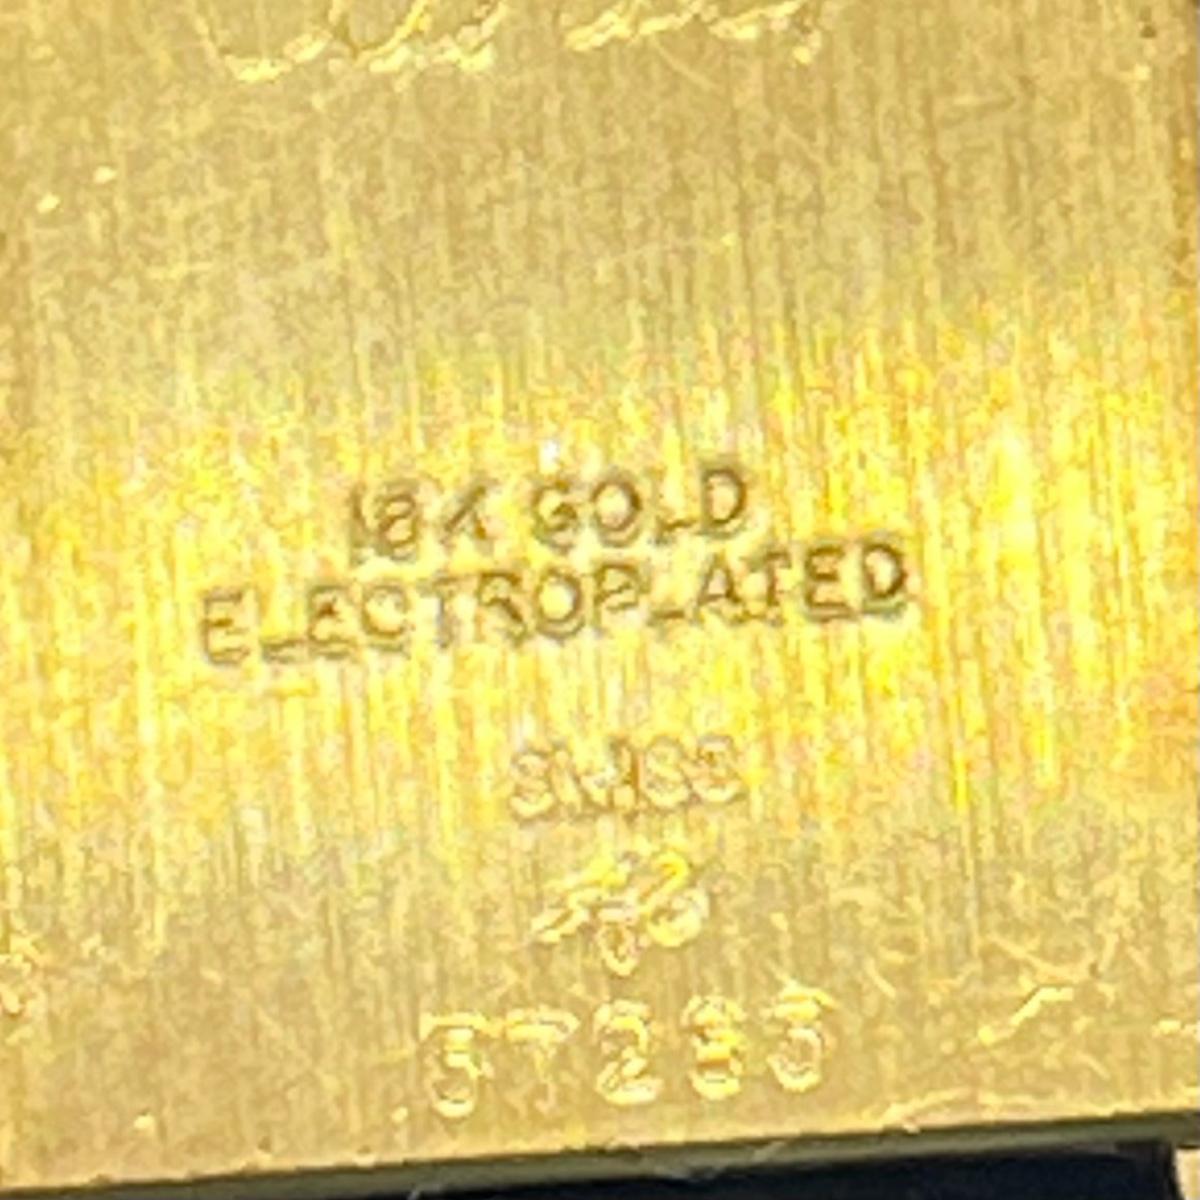 18K GOLD
ELECTROPLATED
SWISS
57233